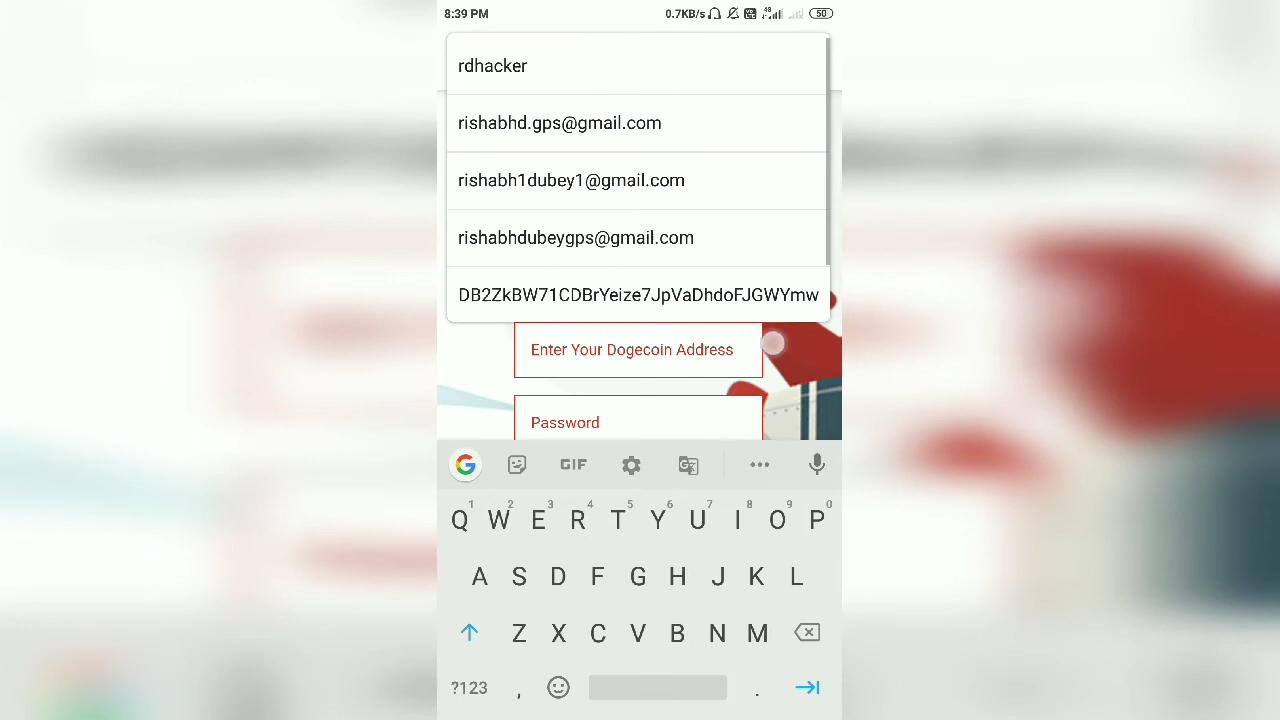 8:39 PM
0.7KB/s
4G
50
rdhacker
rishabhd.gps@gmail.com
rishabh1dubey1@gmail.com
rishabhdubeygps@gmail.com
DB2ZkBW71CDBrYeize7JpVaDhdoFJGWYmw
Enter Your Dogecoin Address
Password
GIF
1 2 3 4 5 6 7 8 9 0
Q W E R T Y U I O P
A S D F G H J K L
Z X C V B N M
?123 , .